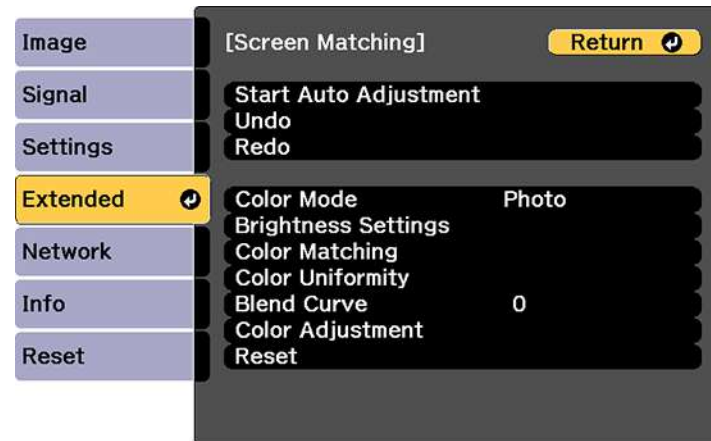 Image
Signal
Settings
Extended
Network
Info
Reset
[Screen Matching]
Return
Start Auto Adjustment
Undo
Redo
Color Mode Photo
Brightness Settings
Color Matching
Color Uniformity
Blend Curve 0
Color Adjustment
Reset